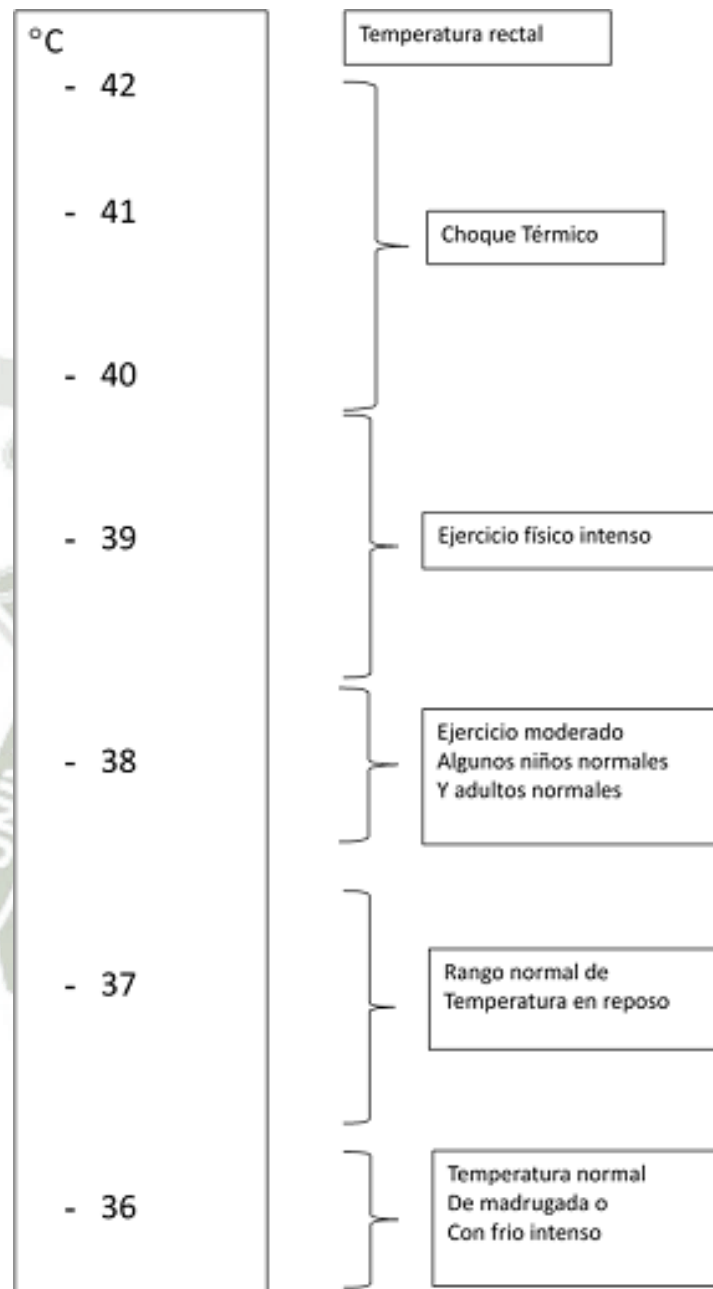 °C
Temperatura rectal
- 42
- 41
Choque Térmico
- 40
- 39
Ejercicio físico intenso
- 38
Ejercicio moderado
Algunos niños normales
Y adultos normales
- 37
Rango normal de
Temperatura en reposo
- 36
Temperatura normal
De madrugada o
Con frio intenso